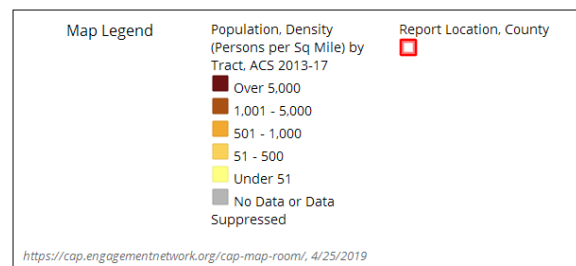 Map Legend
Population, Density
(Persons per Sq Mile) by
Tract, ACS 2013-17
Over 5,000
1,001 - 5,000
501 - 1,000
51 - 500
Under 51
No Data or Data
Suppressed
Report Location, County
https://cap.engagementnetwork.org/cap-map-room/, 4/25/2019